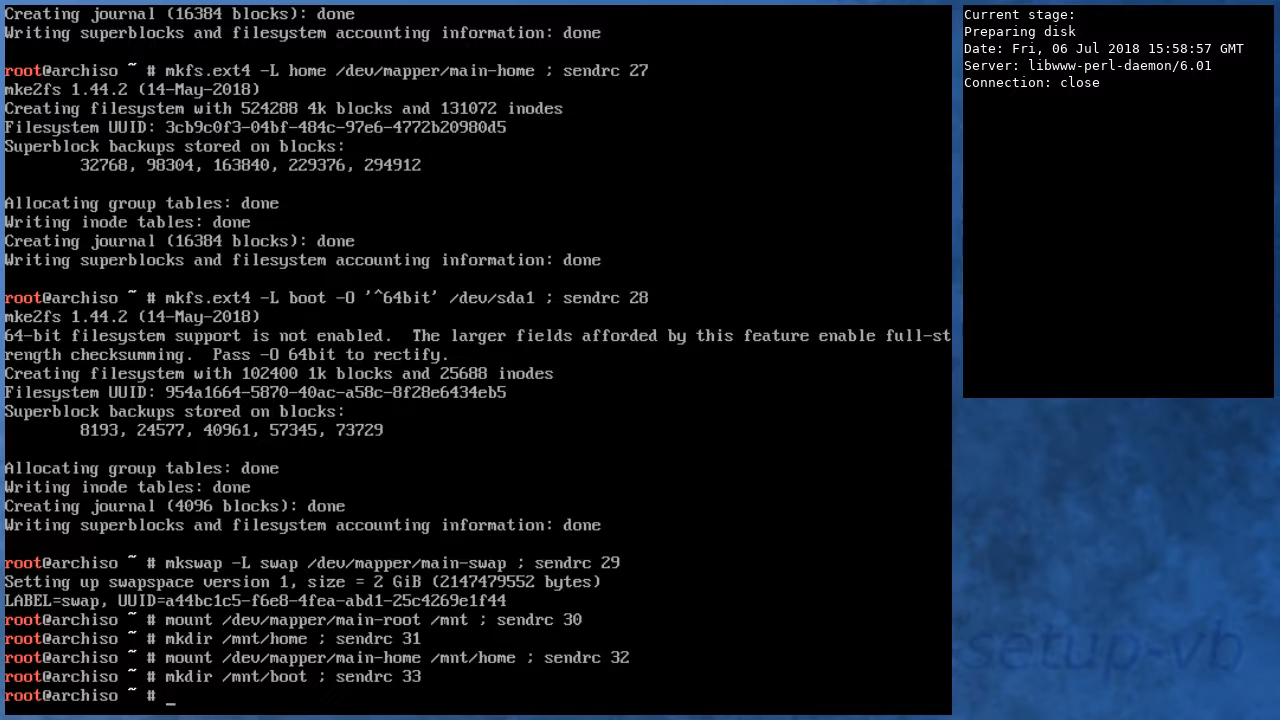 Creating journal (16384 blocks): done
Writing superblocks and filesystem accounting information: done
root@archiso ~ # mkfs.ext4 -L home /dev/mapper/main-home ; sendrc 27
mke2fs 1.44.2 (14-May-2018)
Creating filesystem with 524288 4k blocks and 131072 inodes
Filesystem UUID: 3cb9c0f3-04bf-484c-97e6-4772b20980d5
Superblock backups stored on blocks:
        32768, 98304, 163840, 229376, 294912
Allocating group tables: done
Writing inode tables: done
Creating journal (16384 blocks): done
Writing superblocks and filesystem accounting information: done
root@archiso ~ # mkfs.ext4 -L boot -O '^64bit' /dev/sda1 ; sendrc 28
mke2fs 1.44.2 (14-May-2018)
64-bit filesystem support is not enabled.  The larger fields afforded by this feature enable full-st
rength checksumming.  Pass -O 64bit to rectify.
Creating filesystem with 102400 1k blocks and 25688 inodes
Filesystem UUID: 954a1664-5870-40ac-a58c-8f28e6434eb5
Superblock backups stored on blocks:
        8193, 24577, 40961, 57345, 73729
Allocating group tables: done
Writing inode tables: done
Creating journal (4096 blocks): done
Writing superblocks and filesystem accounting information: done
root@archiso ~ # mkswap -L swap /dev/mapper/main-swap ; sendrc 29
Setting up swapspace version 1, size = 2 GiB (2147479552 bytes)
LABEL=swap, UUID=a44bc1c5-f6e8-4fea-abd1-25c4269e1f44
root@archiso ~ # mount /dev/mapper/main-root /mnt ; sendrc 30
root@archiso ~ # mkdir /mnt/home ; sendrc 31
root@archiso ~ # mount /dev/mapper/main-home /mnt/home ; sendrc 32
root@archiso ~ # mkdir /mnt/boot ; sendrc 33
root@archiso ~ # _
Current stage:
Preparing disk
Date: Fri, 06 Jul 2018 15:58:57 GMT
Server: libwww-perl-daemon/6.01
Connection: close
setup-vb